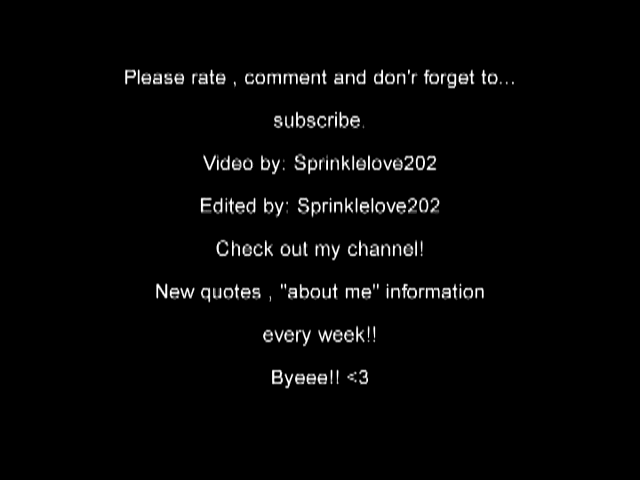 Please rate , comment and don'r forget to...
subscribe.
Video by: Sprinklelove202
Edited by: Sprinklelove202
Check out my channel!
New quotes , "about me" information
every week!!
Byeee!! <3